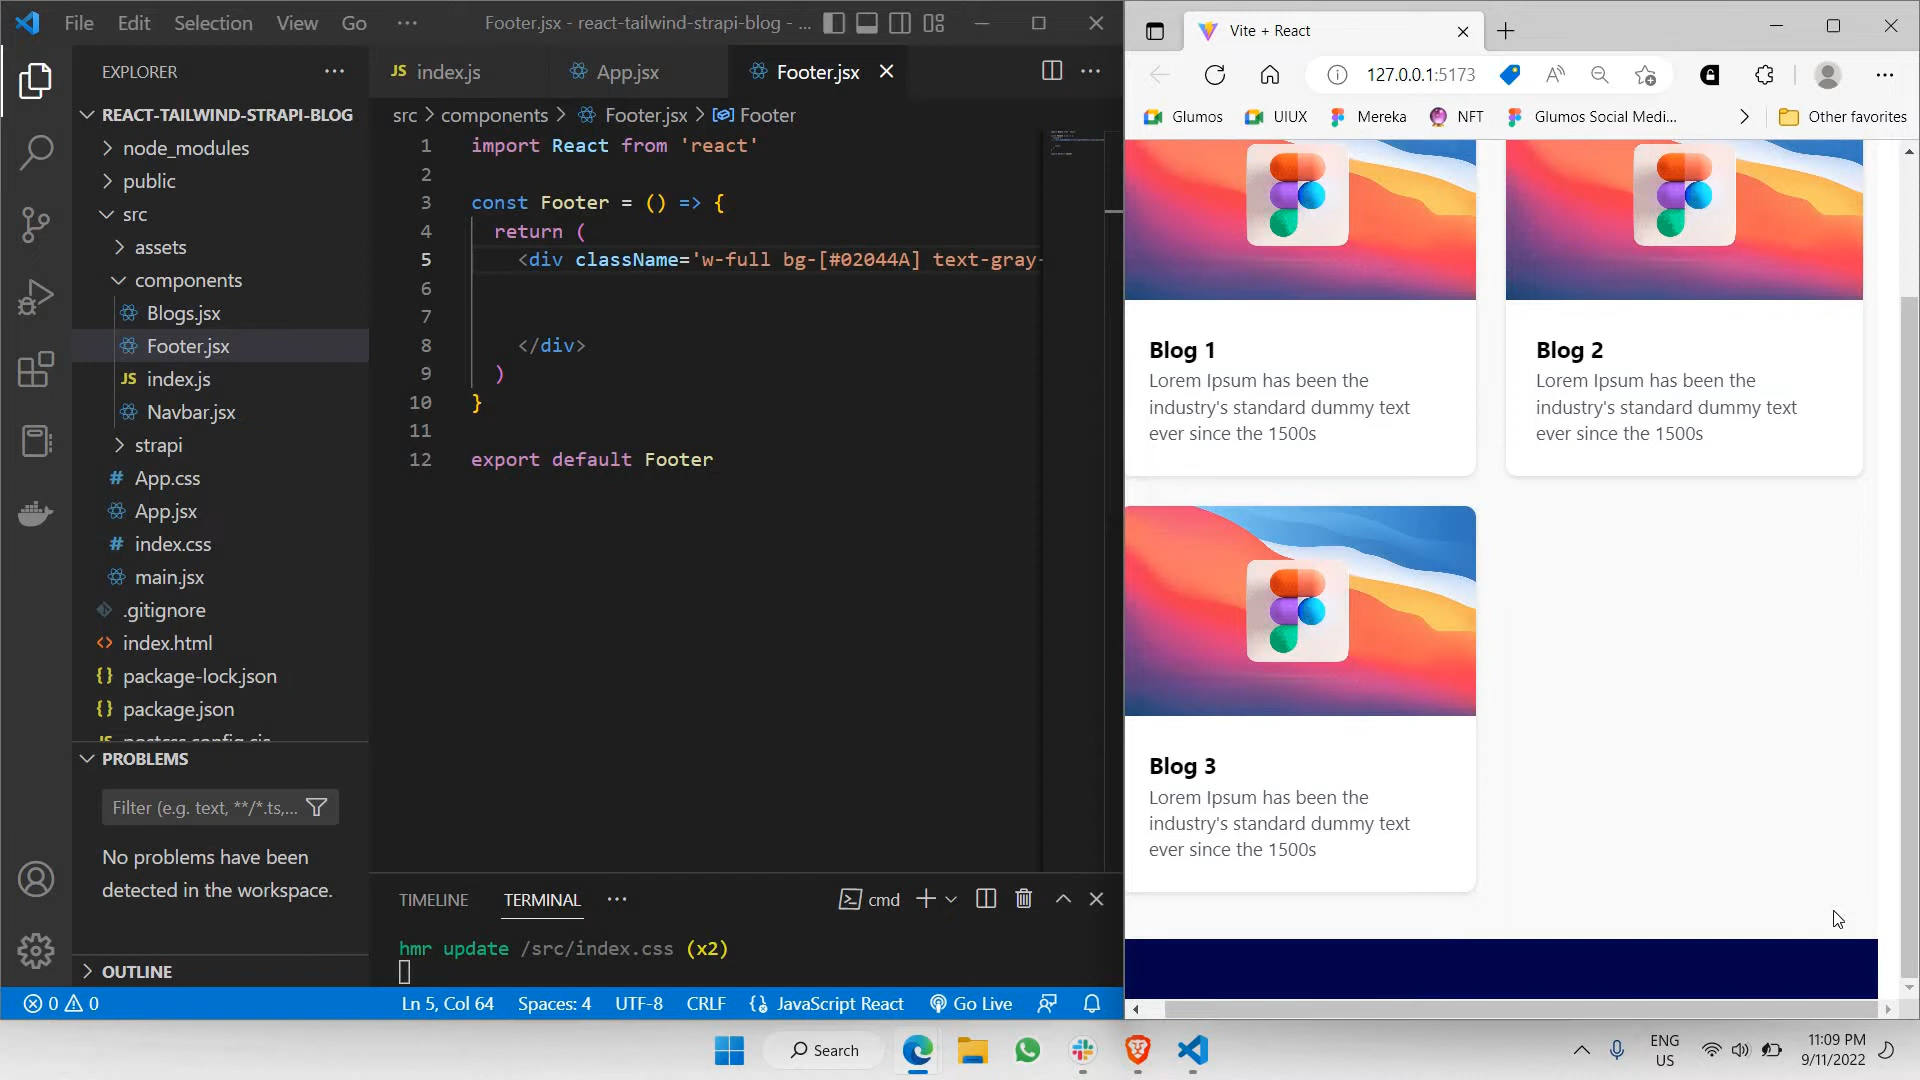 File Edit Selection View Go ··· Footer.jsx - react-tailwind-strapi-blog - ...
EXPLORER
REACT-TAILWIND-STRAPI-BLOG
node_modules
public
src
assets
components
Blogs.jsx
Footer.jsx
JS index.js
Navbar.jsx
strapi
# App.css
App.jsx
# index.css
main.jsx
.gitignore
<> index.html
{} package-lock.json
{} package.json
JS postcss.config.cjs
PROBLEMS
Filter (e.g. text, **/*.ts,...
No problems have been
detected in the workspace.
OUTLINE
JS index.js App.jsx Footer.jsx
src > components > Footer.jsx > Footer
1 import React from 'react'
2
3 const Footer = () => {
4 return (
5 <div className='w-full bg-[#02044A] text-gray-
6
7
8 </div>
9 )
10 }
11
12 export default Footer
TIMELINE TERMINAL ··· cmd
hmr update /src/index.css (x2)
0 0 Ln 5, Col 64 Spaces: 4 UTF-8 CRLF {} JavaScript React Go Live
Vite + React
127.0.0.1:5173
Glumos UIUX Mereka NFT Glumos Social Medi... Other favorites
Blog 1
Lorem Ipsum has been the
industry's standard dummy text
ever since the 1500s
Blog 2
Lorem Ipsum has been the
industry's standard dummy text
ever since the 1500s
Blog 3
Lorem Ipsum has been the
industry's standard dummy text
ever since the 1500s
Search
ENG
US
11:09 PM
9/11/2022